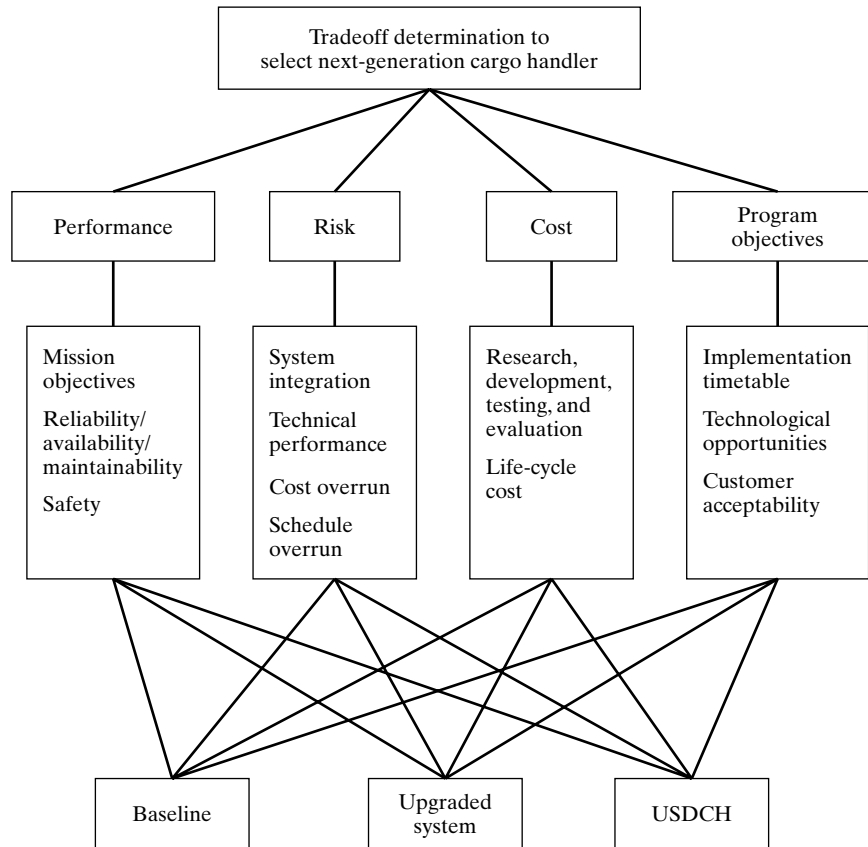 Tradeoff determination to
select next-generation cargo handler
Performance
Risk
Cost
Program
objectives
Mission
objectives
Reliability/
availability/
maintainability
Safety
System
integration
Technical
performance
Cost overrun
Schedule
overrun
Research,
development,
testing, and
evaluation
Life-cycle
cost
Implementation
timetable
Technological
opportunities
Customer
acceptability
Baseline
Upgraded
system
USDCH